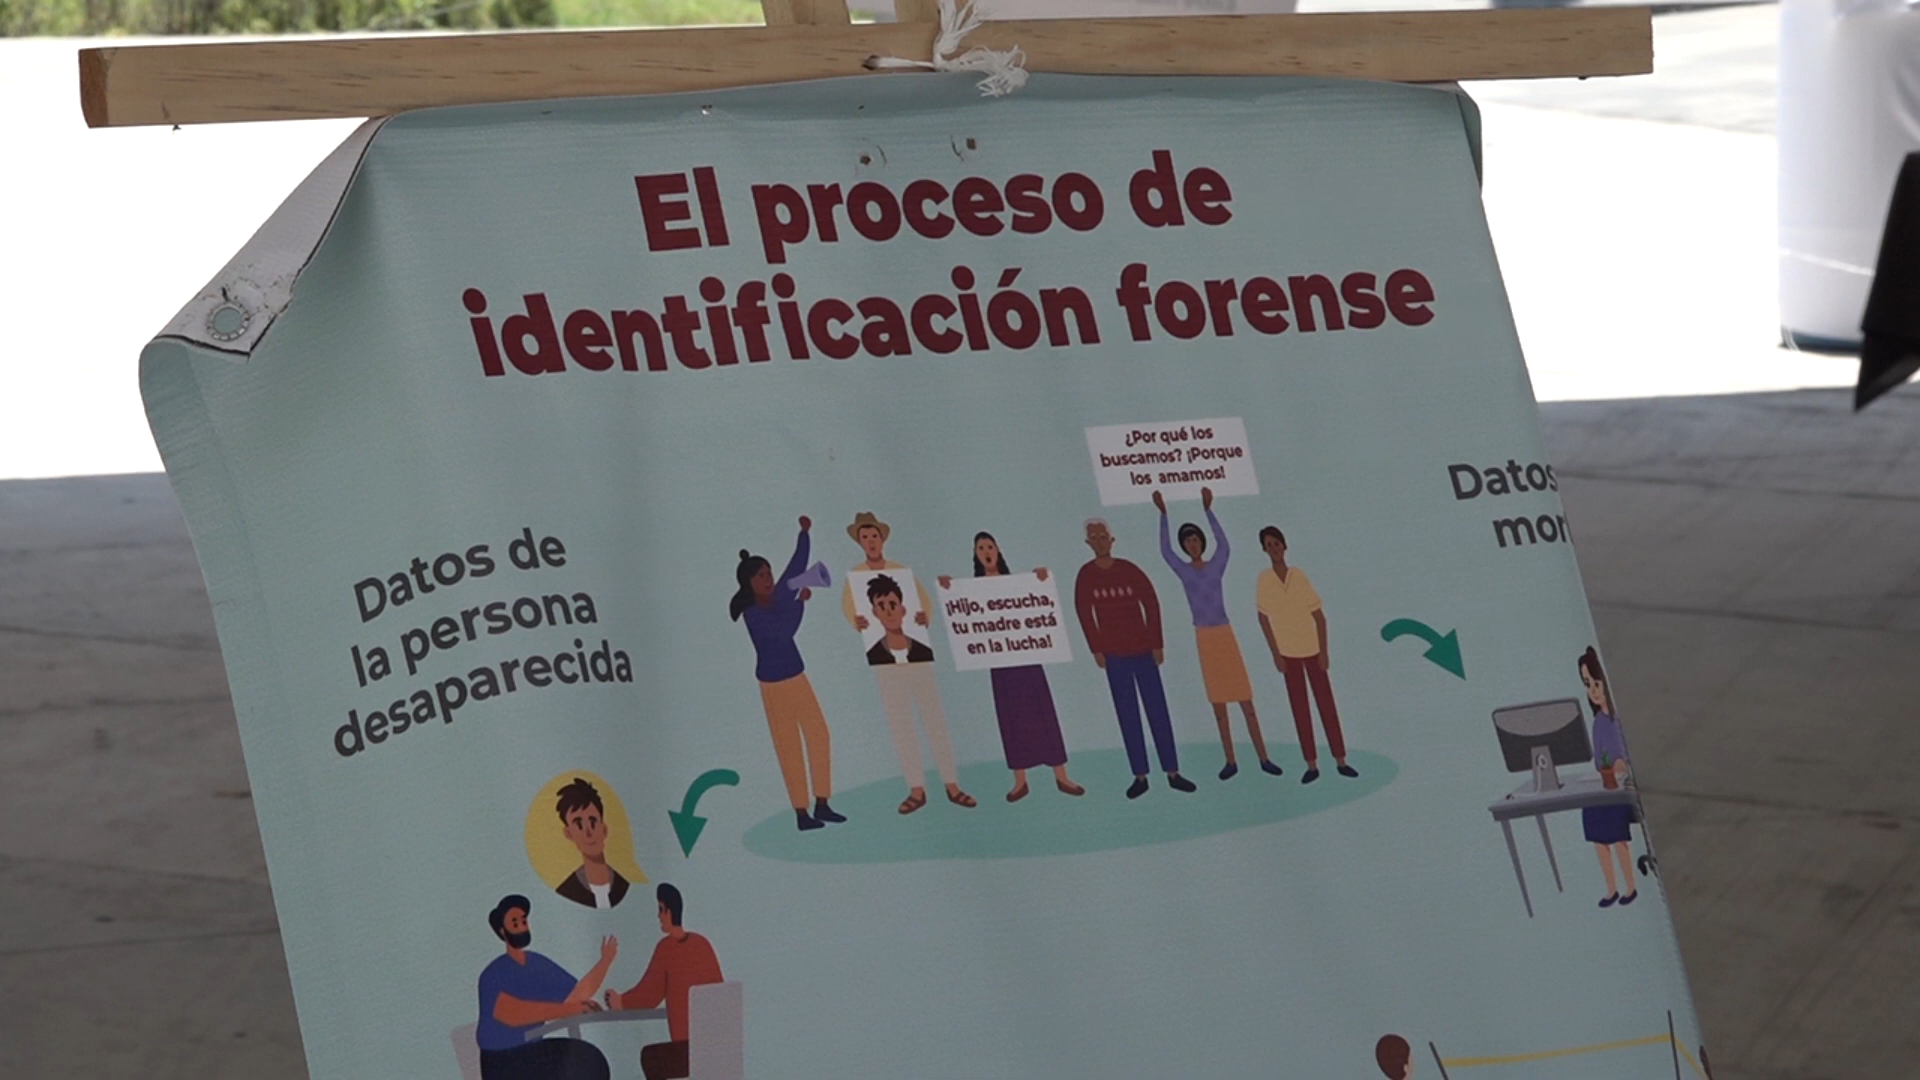 El proceso de
identificación forense
¿Por qué los
buscamos? ¡Porque
los amamos!
Datos de
la persona
desaparecida
¡Hijo, escucha,
tu madre está
en la lucha!
Datos